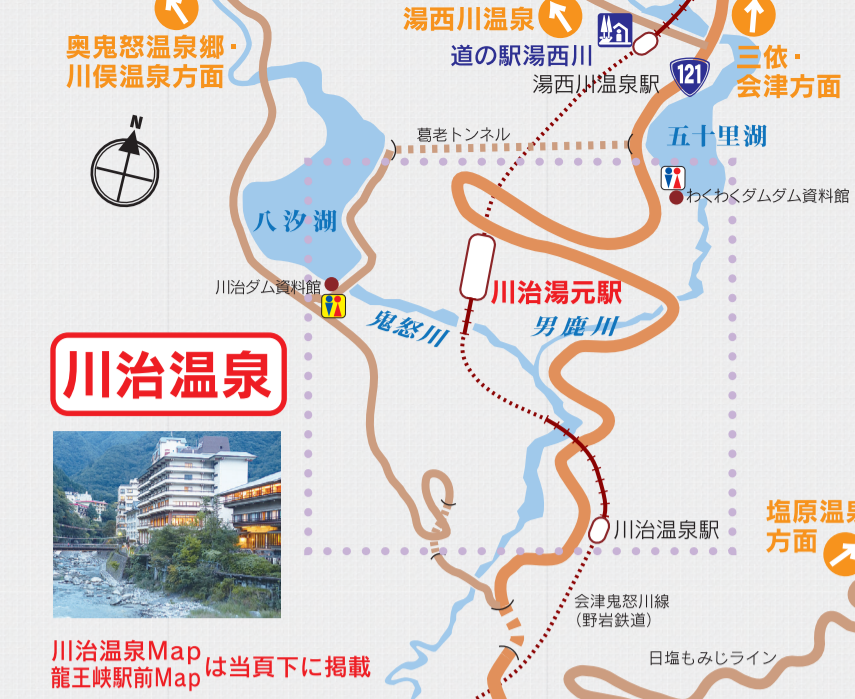 湯西川温泉
奥鬼怒温泉郷・
川俣温泉方面
道の駅湯西川
湯西川温泉駅
121
三依・
会津方面
N
葛老トンネル
五十里湖
わくわくダムダム資料館
八汐湖
川治ダム資料館
川治湯元駅
鬼怒川
男鹿川
川治温泉
川治温泉駅
塩原温泉
方面
会津鬼怒川線
（野岩鉄道）
日塩もみじライン
川治温泉Map
龍王峡駅前Map
は当頁下に掲載